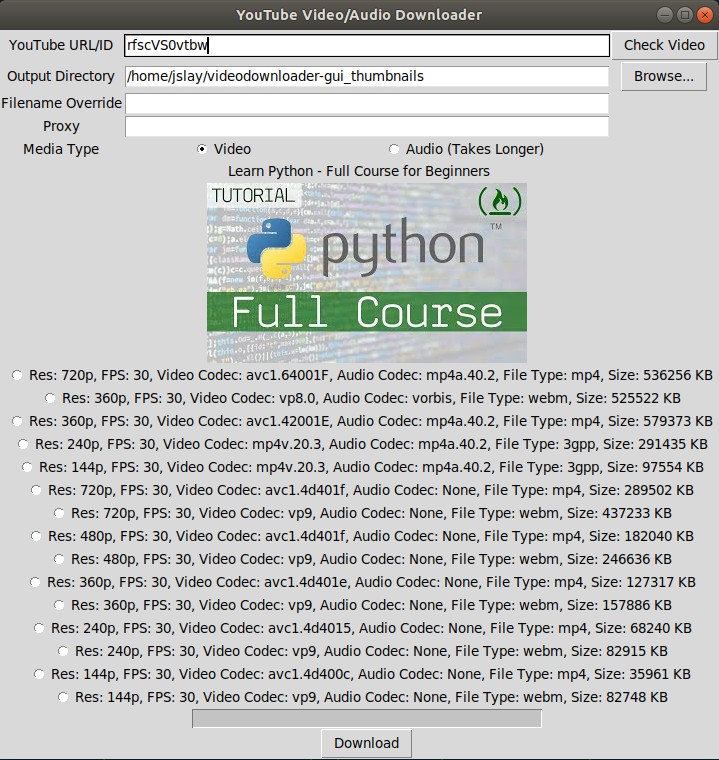 YouTube Video/Audio Downloader
YouTube URL/ID rfscVS0vtbw Check Video
Output Directory /home/jslay/videodownloader-gui_thumbnails Browse...
Filename Override
Proxy
Media Type Video Audio (Takes Longer)
Learn Python - Full Course for Beginners
TUTORIAL
python TM
Full Course
Res: 720p, FPS: 30, Video Codec: avc1.64001F, Audio Codec: mp4a.40.2, File Type: mp4, Size: 536256 KB
Res: 360p, FPS: 30, Video Codec: vp8.0, Audio Codec: vorbis, File Type: webm, Size: 525522 KB
Res: 360p, FPS: 30, Video Codec: avc1.42001E, Audio Codec: mp4a.40.2, File Type: mp4, Size: 579373 KB
Res: 240p, FPS: 30, Video Codec: mp4v.20.3, Audio Codec: mp4a.40.2, File Type: 3gpp, Size: 291435 KB
Res: 144p, FPS: 30, Video Codec: mp4v.20.3, Audio Codec: mp4a.40.2, File Type: 3gpp, Size: 97554 KB
Res: 720p, FPS: 30, Video Codec: avc1.4d401f, Audio Codec: None, File Type: mp4, Size: 289502 KB
Res: 720p, FPS: 30, Video Codec: vp9, Audio Codec: None, File Type: webm, Size: 437233 KB
Res: 480p, FPS: 30, Video Codec: avc1.4d401f, Audio Codec: None, File Type: mp4, Size: 182040 KB
Res: 480p, FPS: 30, Video Codec: vp9, Audio Codec: None, File Type: webm, Size: 246636 KB
Res: 360p, FPS: 30, Video Codec: avc1.4d401e, Audio Codec: None, File Type: mp4, Size: 127317 KB
Res: 360p, FPS: 30, Video Codec: vp9, Audio Codec: None, File Type: webm, Size: 157886 KB
Res: 240p, FPS: 30, Video Codec: avc1.4d4015, Audio Codec: None, File Type: mp4, Size: 68240 KB
Res: 240p, FPS: 30, Video Codec: vp9, Audio Codec: None, File Type: webm, Size: 82915 KB
Res: 144p, FPS: 30, Video Codec: avc1.4d400c, Audio Codec: None, File Type: mp4, Size: 35961 KB
Res: 144p, FPS: 30, Video Codec: vp9, Audio Codec: None, File Type: webm, Size: 82748 KB
Download